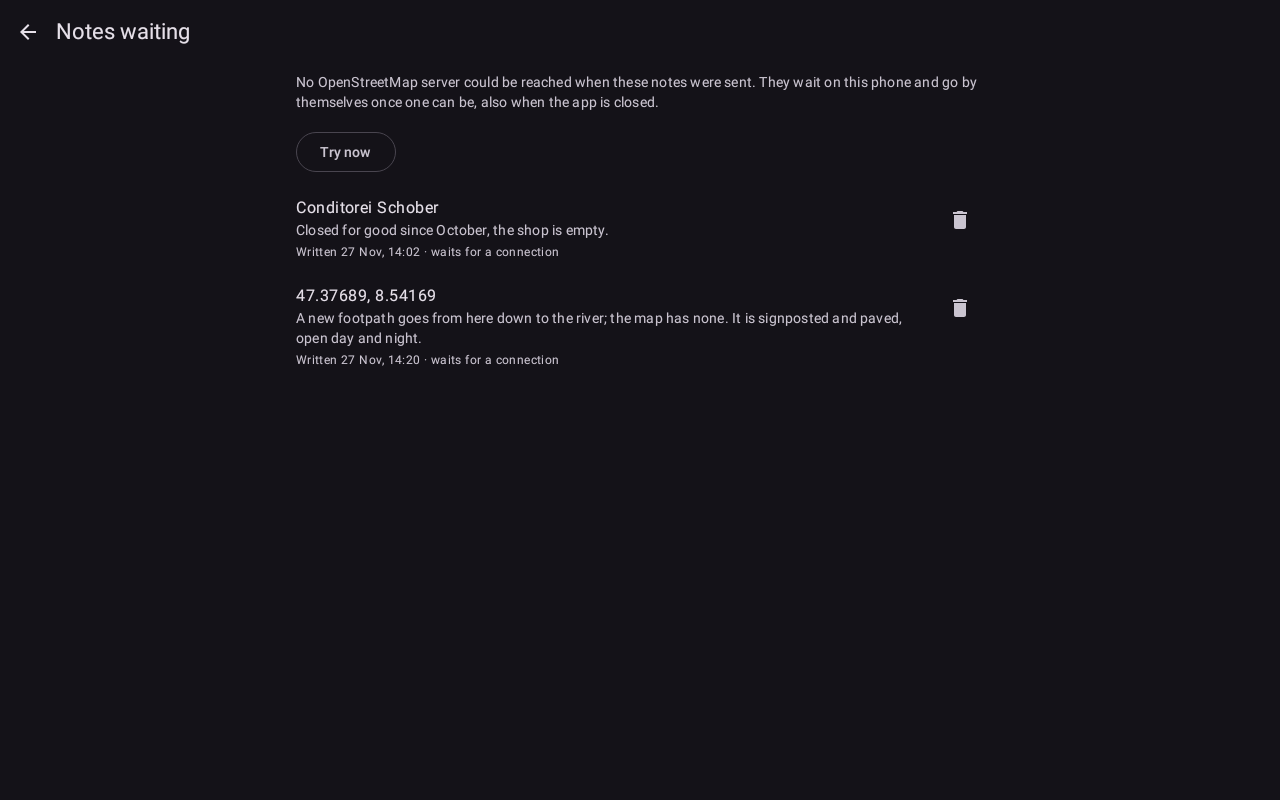 Notes waiting
No OpenStreetMap server could be reached when these notes were sent. They wait on this phone and go by
themselves once one can be, also when the app is closed.
Try now
Conditorei Schober
Closed for good since October, the shop is empty.
Written 27 Nov, 14:02 · waits for a connection
47.37689, 8.54169
A new footpath goes from here down to the river; the map has none. It is signposted and paved,
open day and night.
Written 27 Nov, 14:20 · waits for a connection